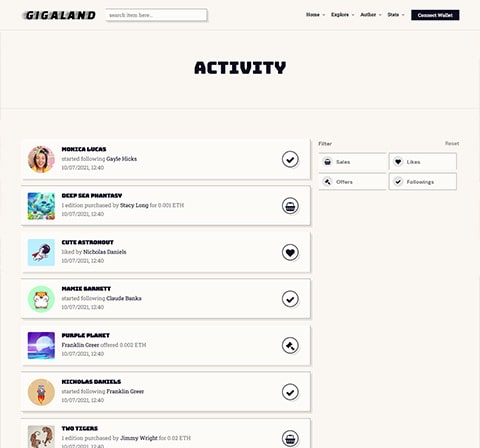 GIGALAND
search item here...
Home
Explore
Author
Stats
Connect Wallet
ACTIVITY
MONICA LUCAS
started following Gayle Hicks
10/07/2021, 12:40
DEEP SEA PHANTASY
1 edition purchased by Stacy Long for 0.001 ETH
10/07/2021, 12:40
CUTE ASTRONOUT
liked by Nicholas Daniels
10/07/2021, 12:40
MAMIE BARNETT
started following Claude Banks
10/07/2021, 12:40
PURPLE PLANET
Franklin Greer offered 0.002 ETH
10/07/2021, 12:40
NICHOLAS DANIELS
started following Franklin Greer
10/07/2021, 12:40
TWO TIGERS
1 edition purchased by Jimmy Wright for 0.02 ETH
Filter
Reset
Sales
Likes
Offers
Followings